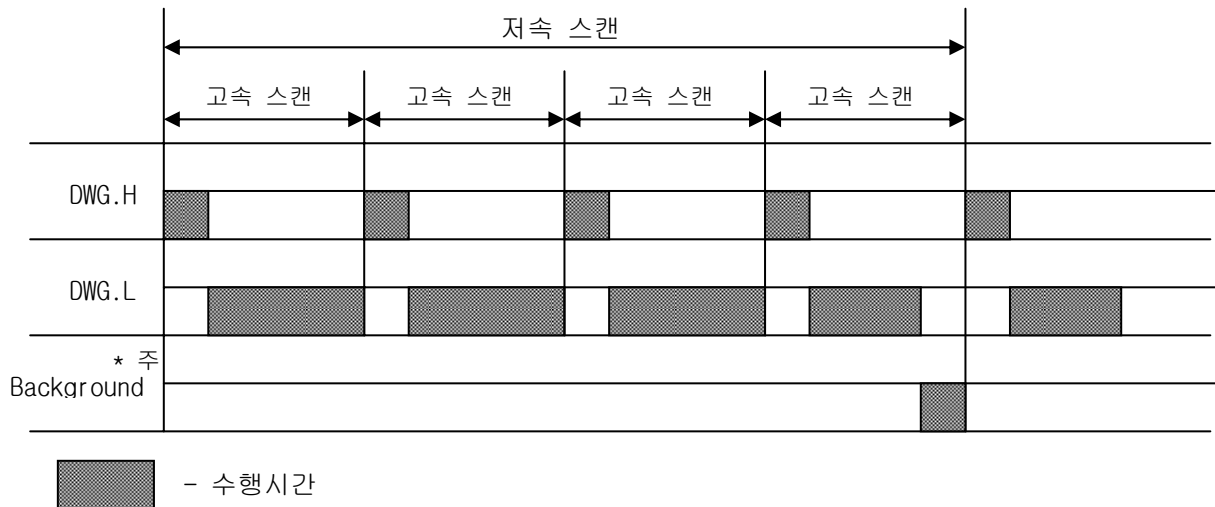 저속 스캔
고속 스캔 고속 스캔 고속 스캔 고속 스캔
DWG.H
DWG.L
* 주
Background
- 수행시간